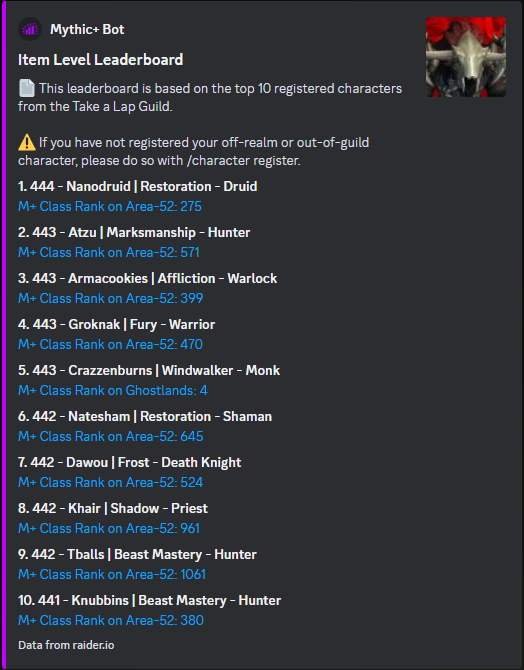 Mythic+ Bot
Item Level Leaderboard
This leaderboard is based on the top 10 registered characters
from the Take a Lap Guild.
If you have not registered your off-realm or out-of-guild
character, please do so with /character register.
1. 444 - Nanodruid | Restoration - Druid
M+ Class Rank on Area-52: 275
2. 443 - Atzu | Marksmanship - Hunter
M+ Class Rank on Area-52: 571
3. 443 - Armacookies | Affliction - Warlock
M+ Class Rank on Area-52: 399
4. 443 - Groknak | Fury - Warrior
M+ Class Rank on Area-52: 470
5. 443 - Crazzenburns | Windwalker - Monk
M+ Class Rank on Ghostlands: 4
6. 442 - Natesham | Restoration - Shaman
M+ Class Rank on Area-52: 645
7. 442 - Dawou | Frost - Death Knight
M+ Class Rank on Area-52: 524
8. 442 - Khair | Shadow - Priest
M+ Class Rank on Area-52: 961
9. 442 - Tballs | Beast Mastery - Hunter
M+ Class Rank on Area-52: 1061
10. 441 - Knubbins | Beast Mastery - Hunter
M+ Class Rank on Area-52: 380
Data from raider.io